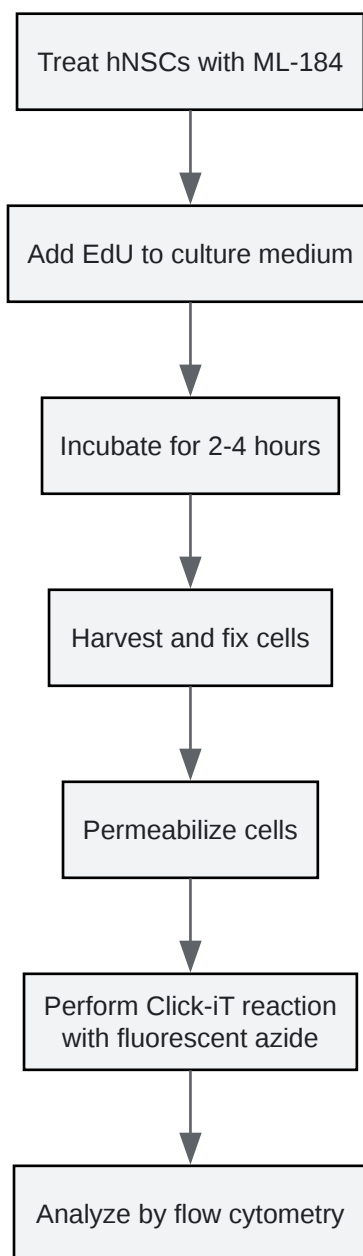 Treat hNSCs with ML-184
Add EdU to culture medium
Incubate for 2-4 hours
Harvest and fix cells
Permeabilize cells
Perform Click-iT reaction
with fluorescent azide
Analyze by flow cytometry